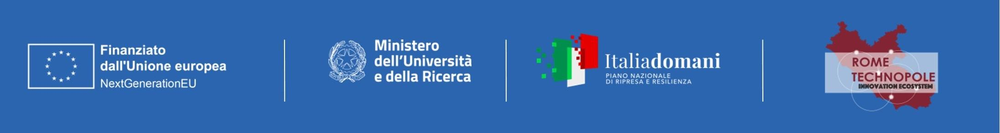 Finanziato
dall'Unione europea
NextGenerationEU
Ministero
dell'Università
e della Ricerca
Italiadomani
PIANO NAZIONALE
DI RIPRESA E RESILIENZA
ROME
TECHNOPOLE
INNOVATION ECOSYSTEM